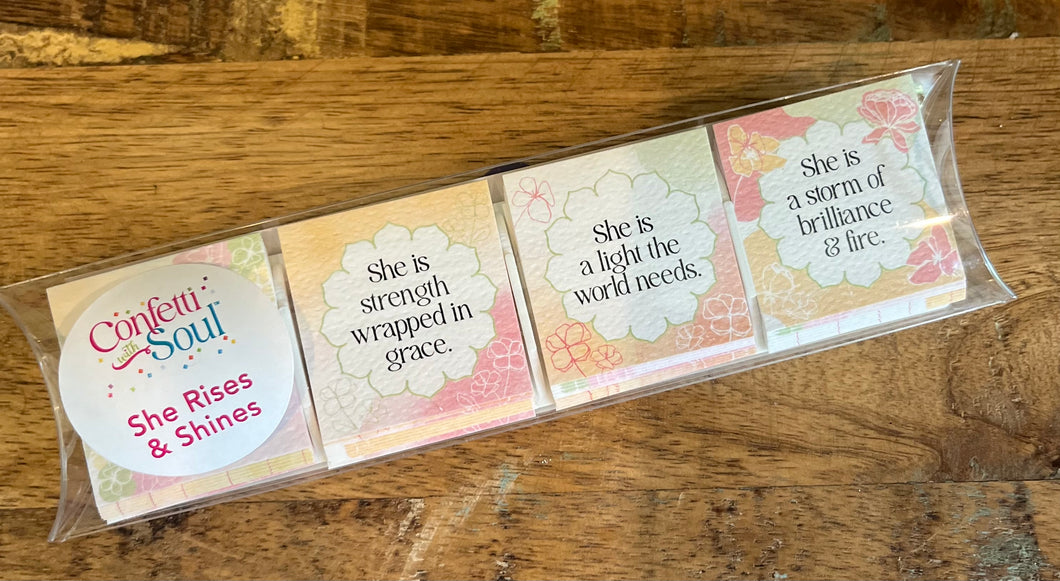 Confetti
with
Soul™
She Rises
& Shines
She is
strength
wrapped in
grace.
She is
a light the
world needs.
She is
a storm of
brilliance
& fire.